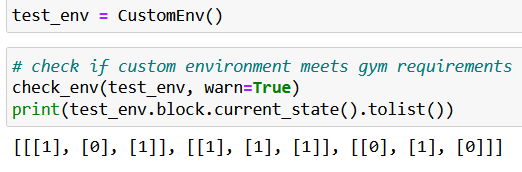 test_env = CustomEnv()
# check if custom environment meets gym requirements
check_env(test_env, warn=True)
print(test_env.block.current_state().tolist())
[[[1], [0], [1]], [[1], [1], [1]], [[0], [1], [0]]]